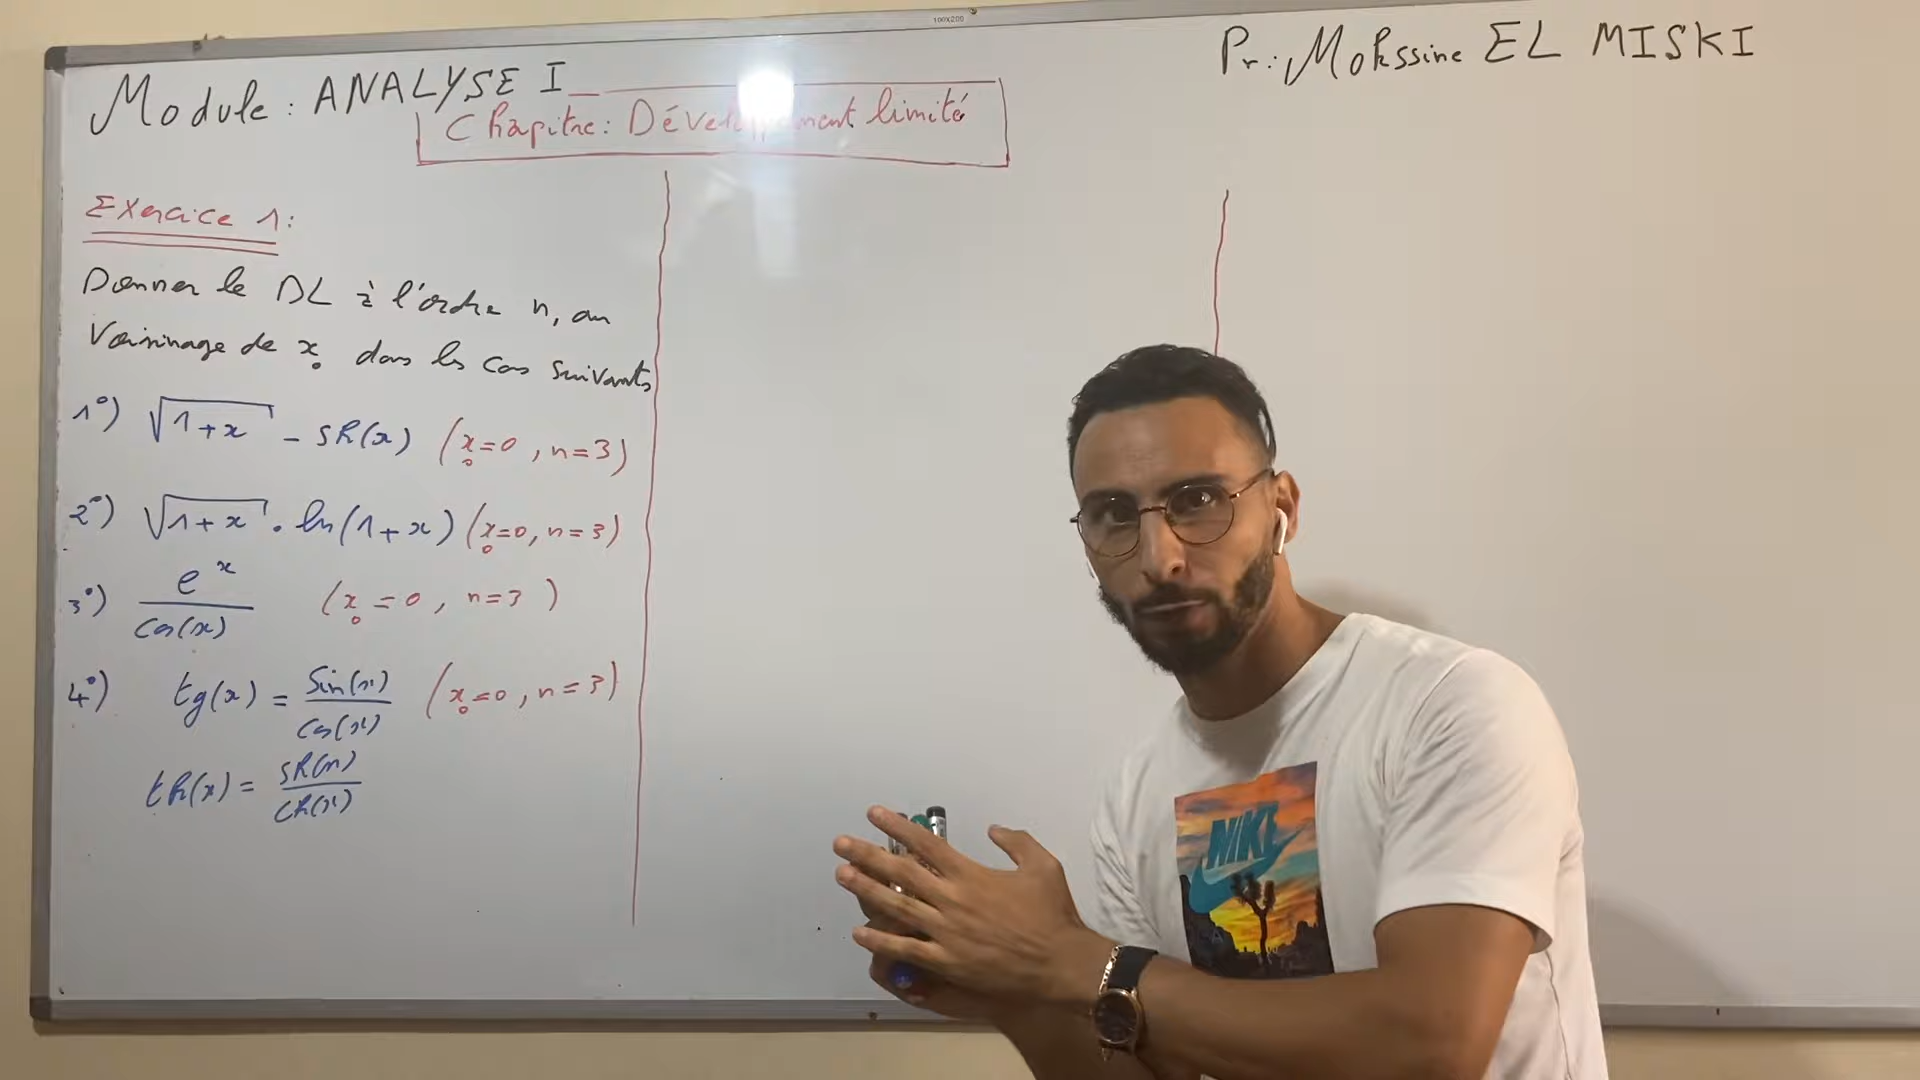 100x200
Module : ANALYSE I
Pr : Mohssine EL MISKI
Chapitre : Développement limité
Exercice 1 :
Donner le DL à l'ordre n, au
Voisinage de x₀ dans les cas suivants
1°) √(1+x) - sh(x) (x₀=0, n=3)
2°) √(1+x) . ln(1+x) (x₀=0, n=3)
3°) e^x / cos(x) (x₀=0, n=3)
4°) tg(x) = sin(x) / cos(x) (x₀=0, n=3)
th(x) = sh(x) / ch(x)
NIKE